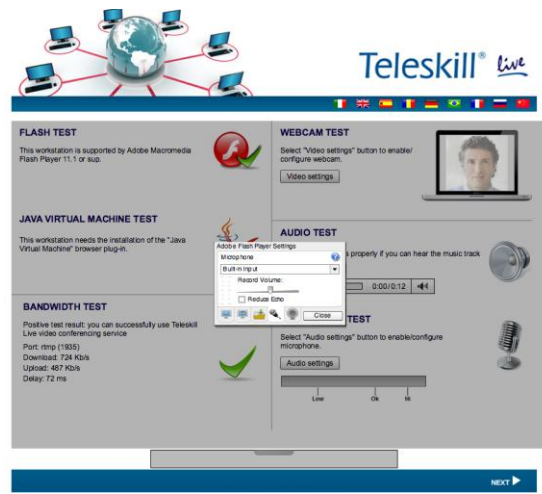 Teleskill® live
FLASH TEST
This workstation is supported by Adobe Macromedia
Flash Player 11.1 or sup.
JAVA VIRTUAL MACHINE TEST
This workstation needs the installation of the "Java
Virtual Machine" browser plug-in.
BANDWIDTH TEST
Positive test result: you can successfully use Teleskill
Live video conferencing service
Port: rtmp (1935)
Download: 724 Kb/s
Upload: 487 Kb/s
Delay: 72 ms
WEBCAM TEST
Select "Video settings" button to enable/
configure webcam.
Video settings
AUDIO TEST
properly if you can hear the music track
0:00/0:12
TEST
Select "Audio settings" button to enable/configure
microphone.
Audio settings
Low Ok Hi
Adobe Flash Player Settings
Microphone
?
Built-in Input
Record Volume:
Reduce Echo
Close
NEXT